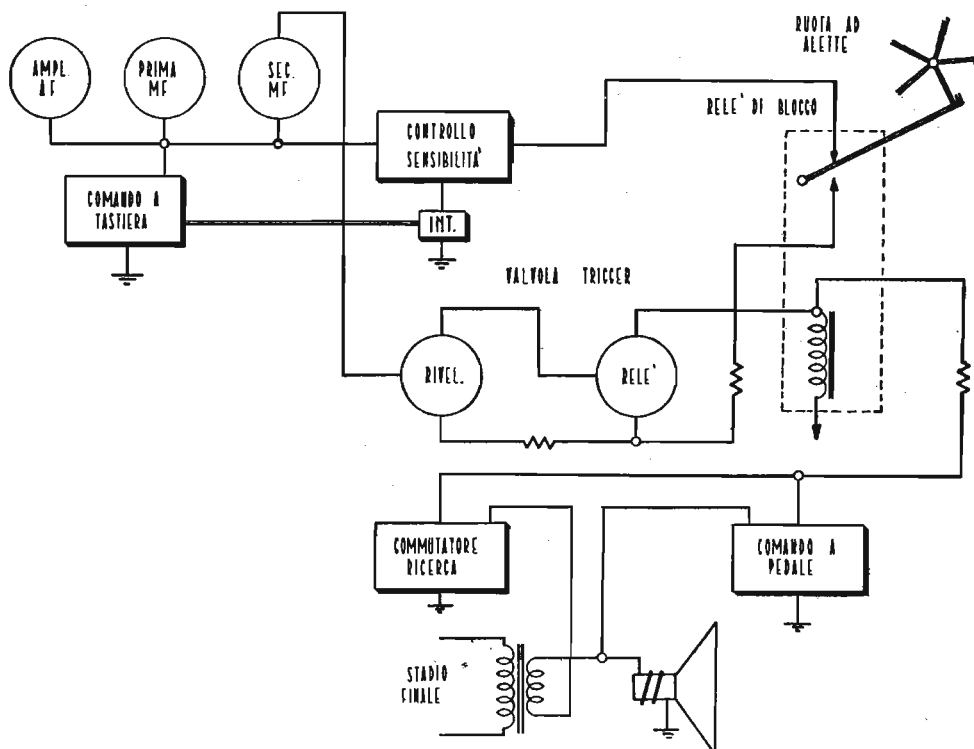 RUOTA AD
ALETTE
AMPL.
AF
PRIMA
MF
SEC.
MF
RELE' DI BLOCCO
CONTROLLO
SENSIBILITA'
COMANDO A
TASTIERA
INT.
VALVOLA TRIGGER
RIVEL.
RELE'
COMMUTATORE
RICERCA
COMANDO A
PEDALE
STADIO
FINALE